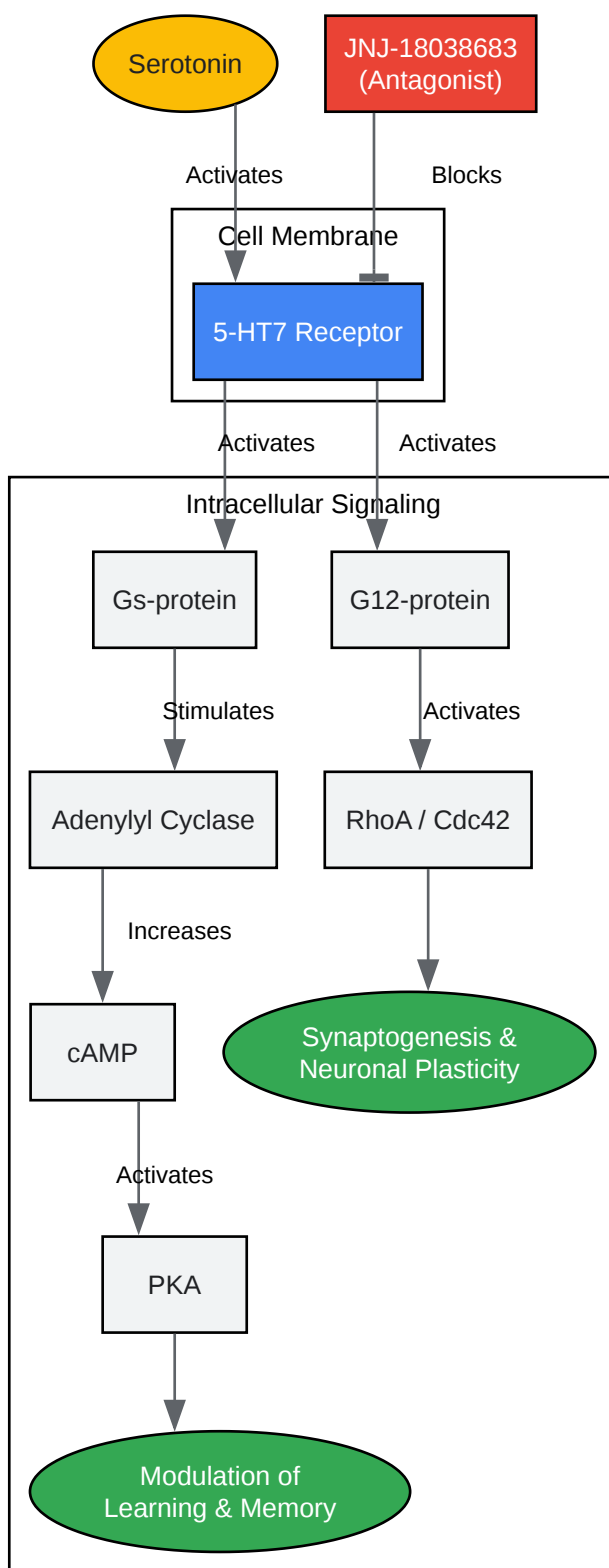 Serotonin
JNJ-18038683
(Antagonist)
Activates
Blocks
Cell Membrane
5-HT7 Receptor
Activates
Activates
Intracellular Signaling
Gs-protein
G12-protein
Stimulates
Activates
Adenylyl Cyclase
RhoA / Cdc42
Increases
cAMP
Synaptogenesis &
Neuronal Plasticity
Activates
PKA
Modulation of
Learning & Memory